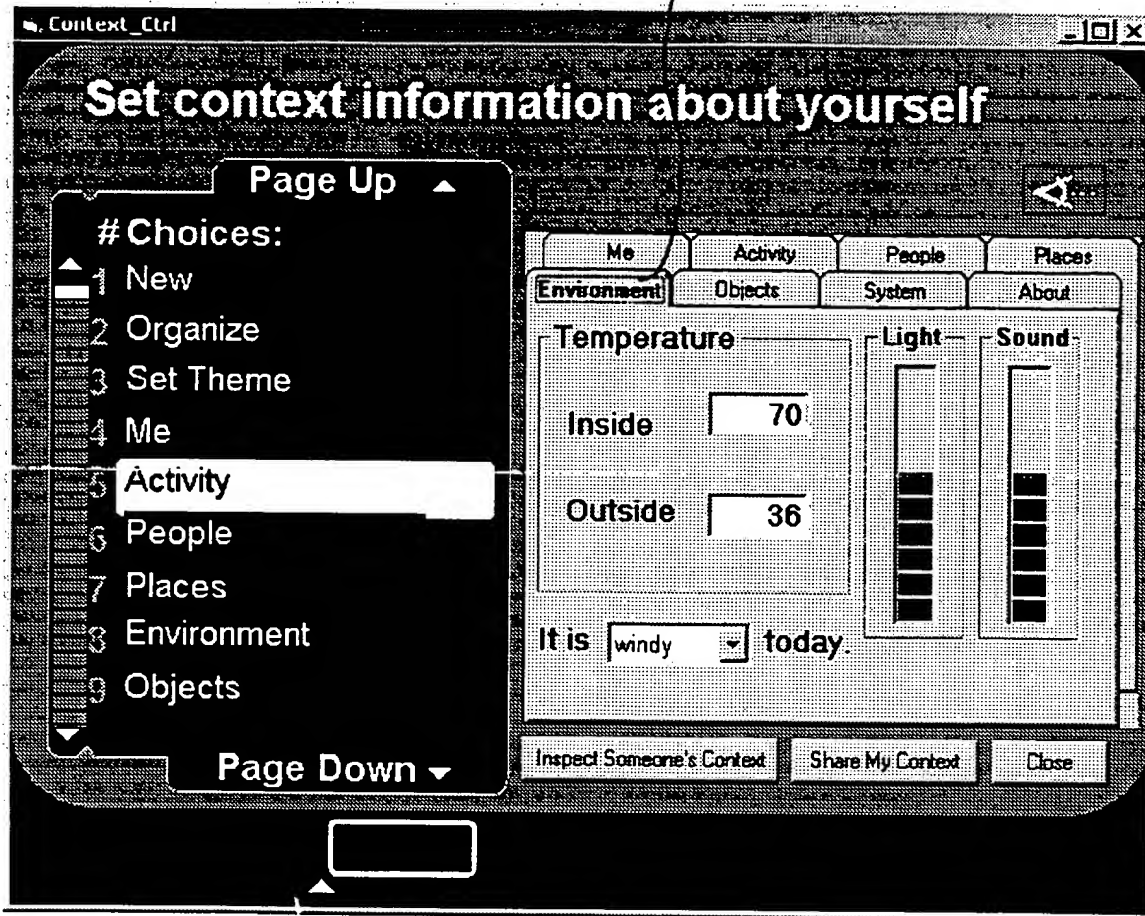 Context_Ctrl
Set context information about yourself
Page Up
# Choices:
1 New
2 Organize
3 Set Theme
4 Me
5 Activity
6 People
7 Places
8 Environment
9 Objects
Page Down
Me Activity People Places
Environment Objects System About
Temperature
Inside 70
Outside 36
Light
Sound
It is windy today.
Inspect Someone's Context Share My Context Close